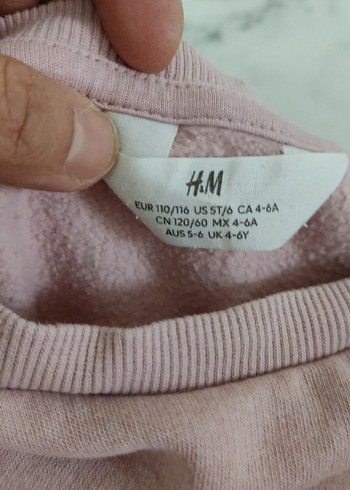 H&M
EUR 110/116 US 5T/6 CA 4-6A
CN 120/60 MX 4-6A
AUS 5-6 UK 4-6Y